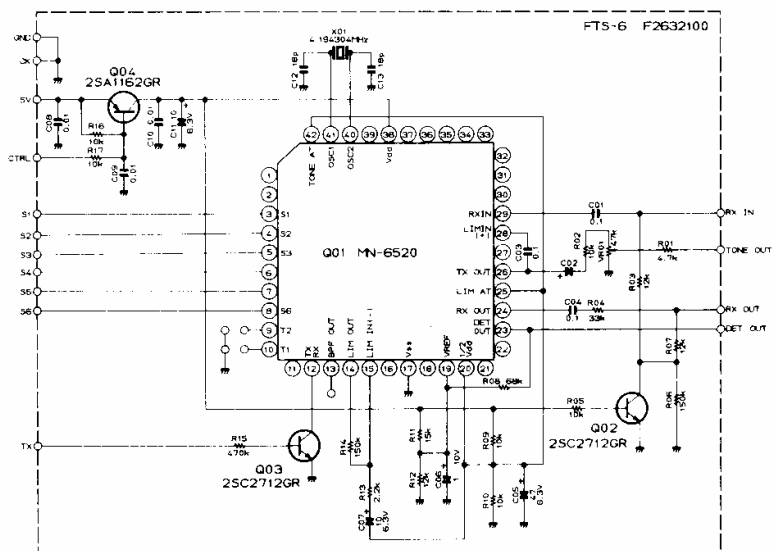 FTS-6 F2632100
X01
4.194304MHz
C12 18p
C13 18p
GND
Q04
2SA1162GR
5V
C08
0.01
R16
10k
R17
10k
C09
0.01
C10 0.01
C11 10
6.3V
CTRL
42
41
40
39
38
37
36
35
34
33
TONE AT
OSC1
OSC2
Vdd
1
2
3
4
5
6
7
8
9
10
S1
S2
S3
S6
T2
T1
S1
S2
S3
S4
S5
S6
Q01 MN-6520
32
31
30
29
28
27
26
25
24
23
22
RXIN
LIMIN
(+)
TX OUT
LIM AT
RX OUT
DET
OUT
C01
0.1
RX IN
C03
0.1
C02
R02
10k
VR01
47k
R01
4.7k
TONE OUT
R03
12k
C04
0.1
R04
33k
RX OUT
DET OUT
R07
12k
R06
150k
TX
RX
BPF OUT
LIM OUT
LIM IN(-)
Vss
VREF
1/2
Vdd
11
12
13
14
15
16
17
18
19
20
21
R08 68k
R05
10k
Q02
2SC2712GR
TX
R15
470k
Q03
2SC2712GR
R14
150k
R13
2.2k
C07
10
6.3V
R11
15k
R12
12k
C06
1
10V
R09
10k
R10
10k
C05
47
6.3V